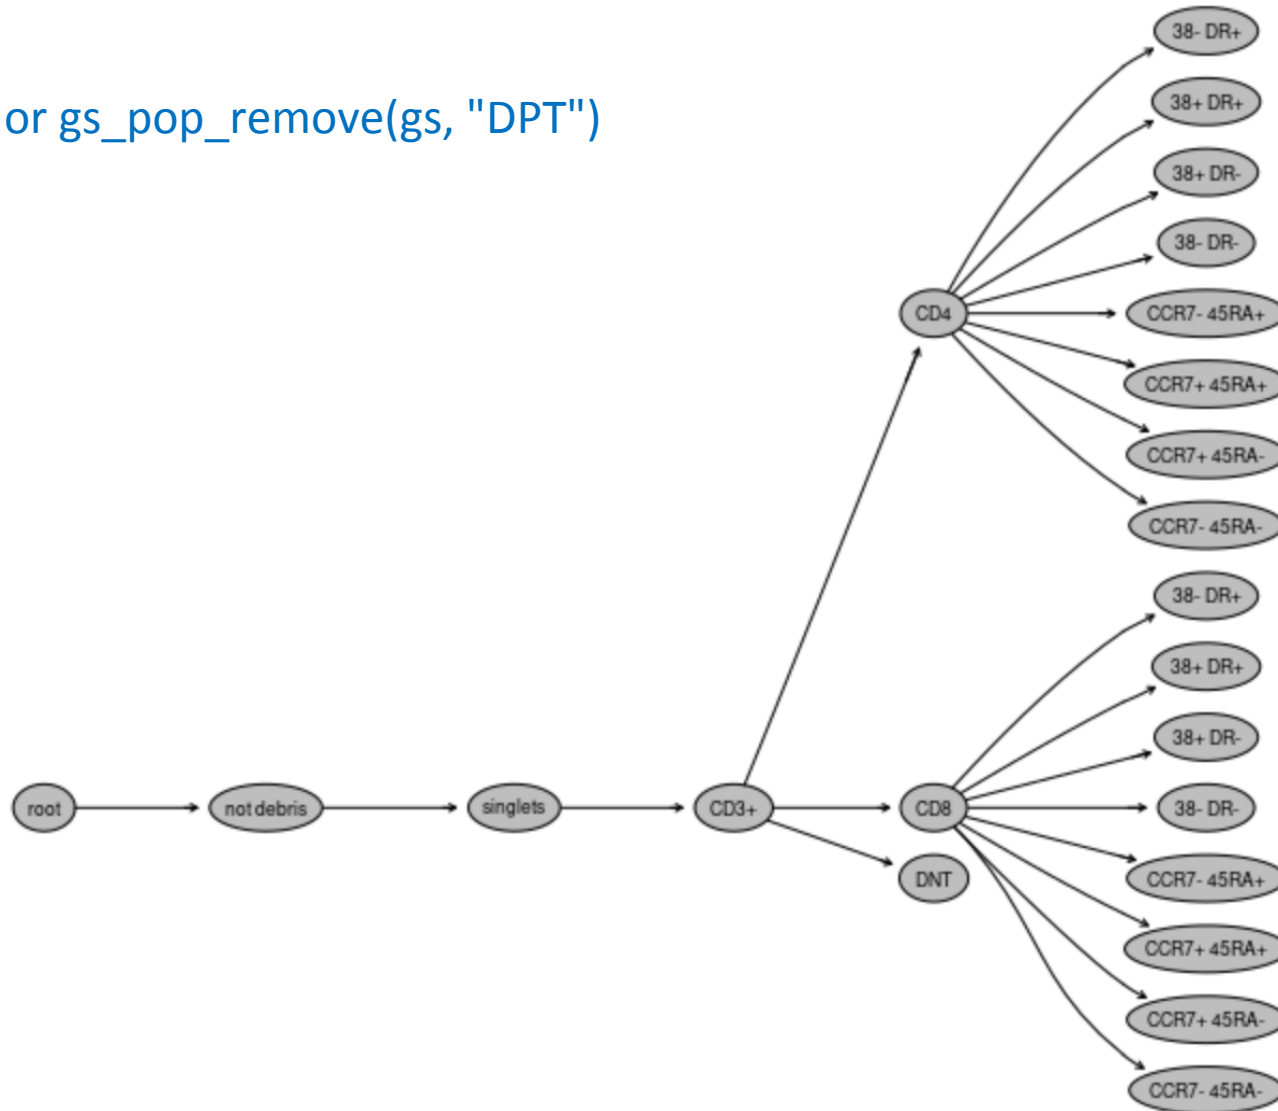 38- DR+
38+ DR+
or gs_pop_remove(gs, "DPT")
38+ DR-
38- DR-
CD4
CCR7- 45RA+
CCR7+ 45RA+
CCR7+ 45RA-
CCR7- 45RA-
38- DR+
38+ DR+
38+ DR-
root
not debris
singlets
CD3+
CD8
38- DR-
DNT
CCR7- 45RA+
CCR7+ 45RA+
CCR7+ 45RA-
CCR7- 45RA-